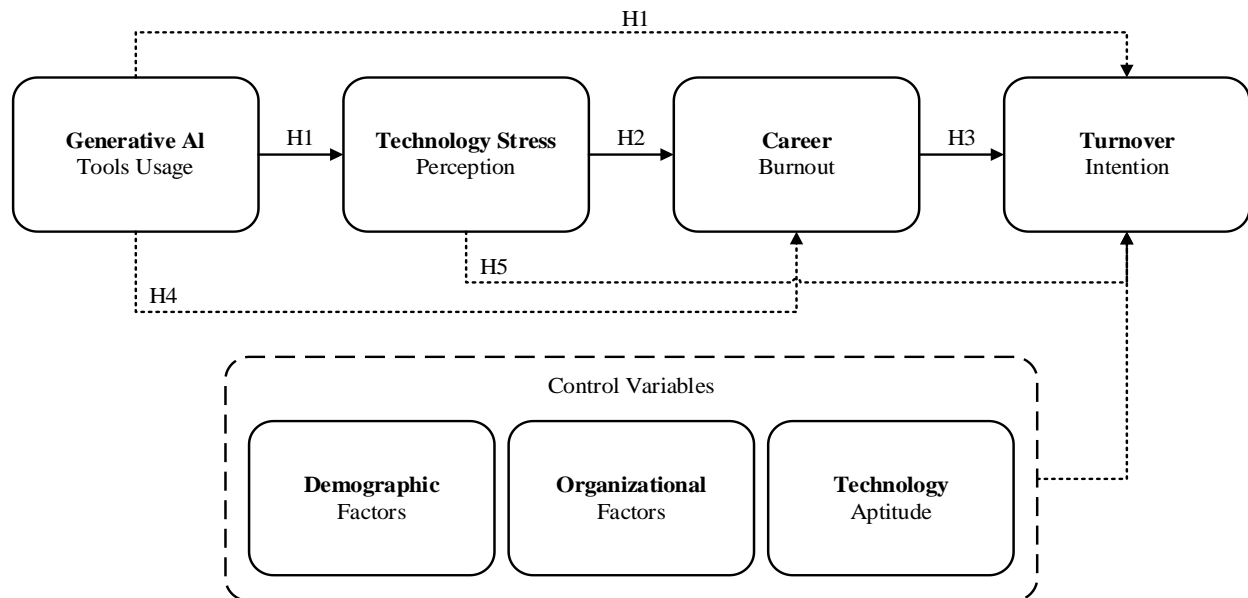 H1
Generative AI
Tools Usage
H1
Technology Stress
Perception
H2
Career
Burnout
H3
Turnover
Intention
H5
H4
Control Variables
Demographic
Factors
Organizational
Factors
Technology
Aptitude